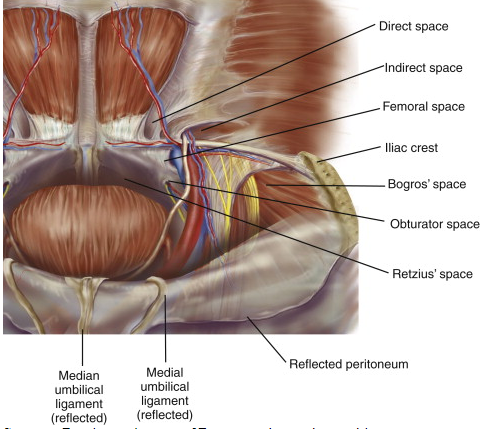 Direct space
Indirect space
Femoral space
Iliac crest
Bogros' space
Obturator space
Retzius' space
Reflected peritoneum
Median
umbilical
ligament
(reflected)
Medial
umbilical
ligament
(reflected)